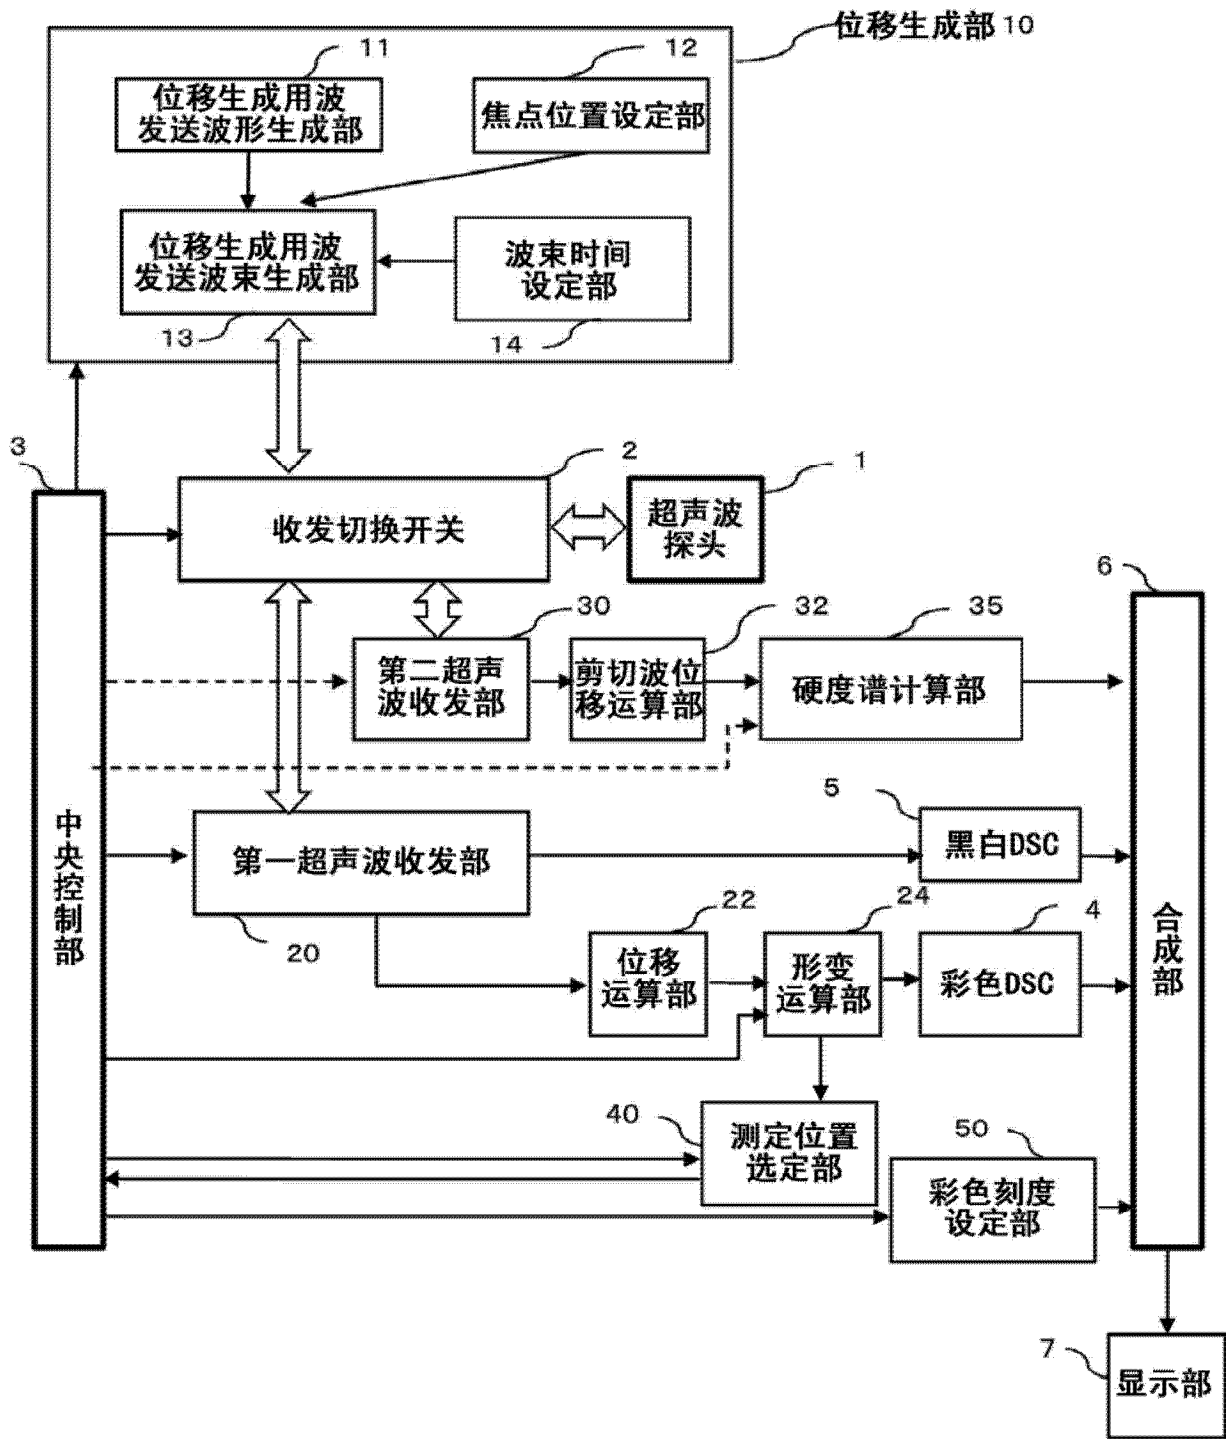 位移生成部 10
11
12
位移生成用波
发送波形生成部
焦点位置设定部
位移生成用波
发送波束生成部
波束时间
设定部
13
14
3
2
1
收发切换开关
超声波
探头
6
30
32
35
第二超声
波收发部
剪切波位
移运算部
硬度谱计算部
5
中央控制部
第一超声波收发部
黑白DSC
20
22
24
4
合成部
位移
运算部
形变
运算部
彩色DSC
40
50
测定位置
选定部
彩色刻度
设定部
7
显示部